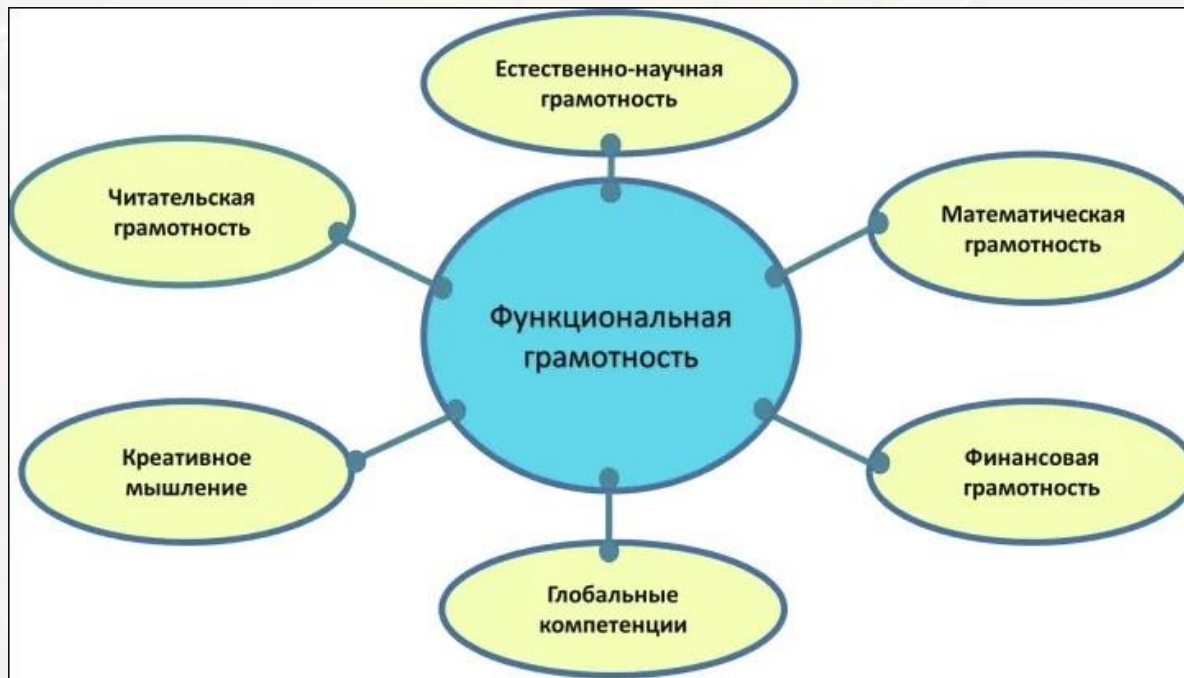 Естественно-научная
грамотность
Читательская
грамотность
Математическая
грамотность
Функциональная
грамотность
Креативное
мышление
Финансовая
грамотность
Глобальные
компетенции